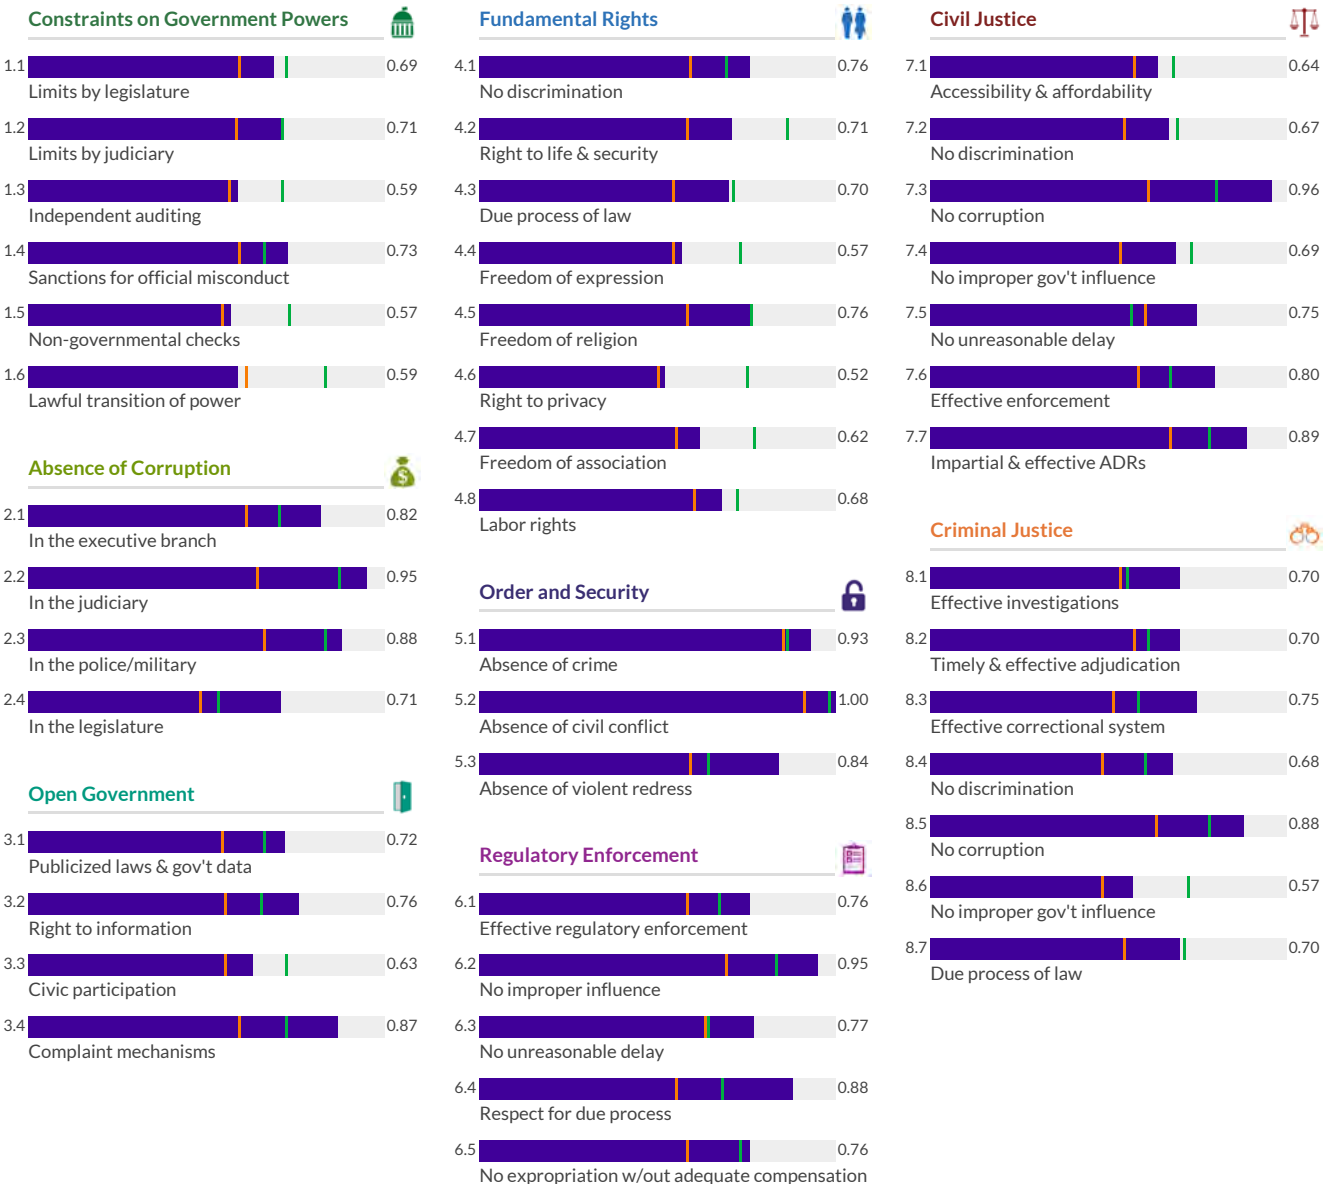 Constraints on Government Powers
1.1 0.69
Limits by legislature
1.2 0.71
Limits by judiciary
1.3 0.59
Independent auditing
1.4 0.73
Sanctions for official misconduct
1.5 0.57
Non-governmental checks
1.6 0.59
Lawful transition of power
Absence of Corruption
2.1 0.82
In the executive branch
2.2 0.95
In the judiciary
2.3 0.88
In the police/military
2.4 0.71
In the legislature
Open Government
3.1 0.72
Publicized laws & gov't data
3.2 0.76
Right to information
3.3 0.63
Civic participation
3.4 0.87
Complaint mechanisms
Fundamental Rights
4.1 0.76
No discrimination
4.2 0.71
Right to life & security
4.3 0.70
Due process of law
4.4 0.57
Freedom of expression
4.5 0.76
Freedom of religion
4.6 0.52
Right to privacy
4.7 0.62
Freedom of association
4.8 0.68
Labor rights
Order and Security
5.1 0.93
Absence of crime
5.2 1.00
Absence of civil conflict
5.3 0.84
Absence of violent redress
Regulatory Enforcement
6.1 0.76
Effective regulatory enforcement
6.2 0.95
No improper influence
6.3 0.77
No unreasonable delay
6.4 0.88
Respect for due process
6.5 0.76
No expropriation w/out adequate compensation
Civil Justice
7.1 0.64
Accessibility & affordability
7.2 0.67
No discrimination
7.3 0.96
No corruption
7.4 0.69
No improper gov't influence
7.5 0.75
No unreasonable delay
7.6 0.80
Effective enforcement
7.7 0.89
Impartial & effective ADRs
Criminal Justice
8.1 0.70
Effective investigations
8.2 0.70
Timely & effective adjudication
8.3 0.75
Effective correctional system
8.4 0.68
No discrimination
8.5 0.88
No corruption
8.6 0.57
No improper gov't influence
8.7 0.70
Due process of law